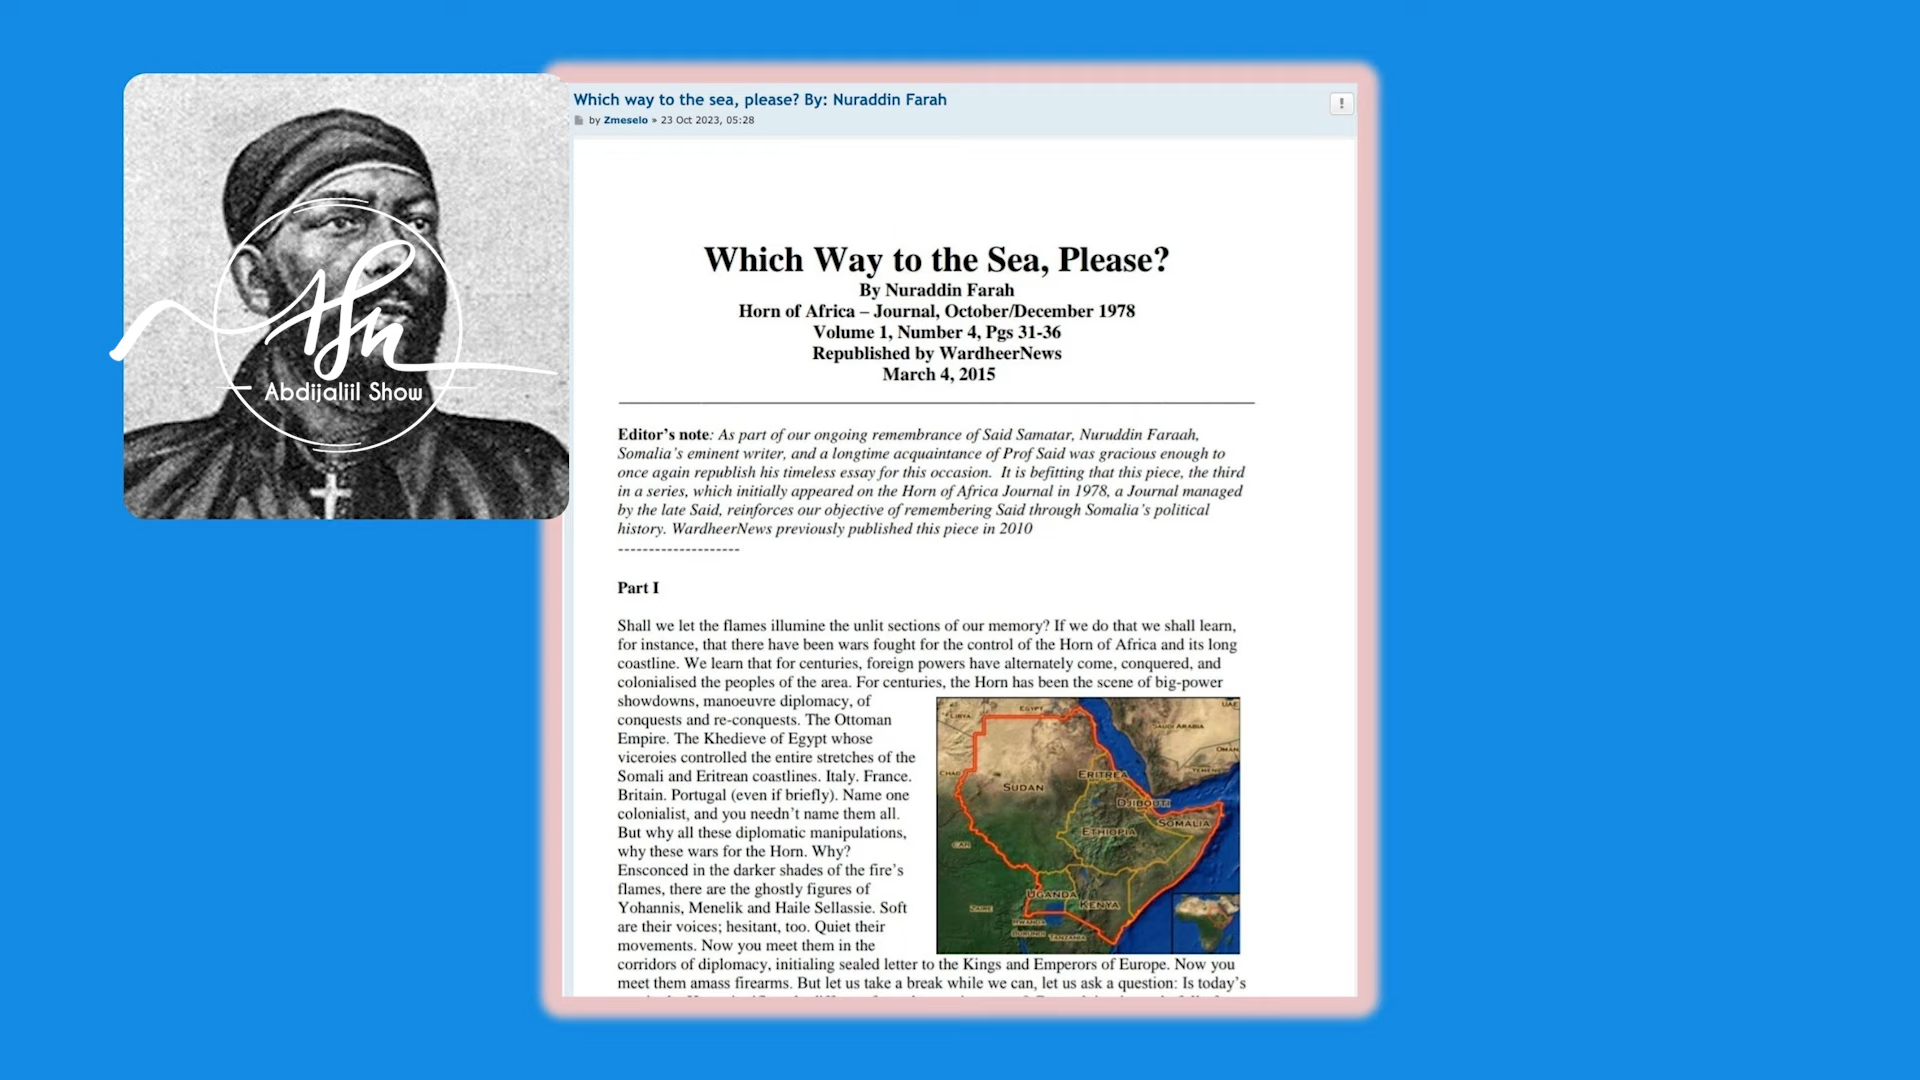 Which way to the sea, please? By: Nuraddin Farah
by Zmeselo » 23 Oct 2023, 05:28
!
Ahn
Abdijaliil Show
Which Way to the Sea, Please?
By Nuraddin Farah
Horn of Africa – Journal, October/December 1978
Volume 1, Number 4, Pgs 31-36
Republished by WardheerNews
March 4, 2015
Editor’s note: As part of our ongoing remembrance of Said Samatar, Nuruddin Faraah,
Somalia’s eminent writer, and a longtime acquaintance of Prof Said was gracious enough to
once again republish his timeless essay for this occasion.  It is befitting that this piece, the third
in a series, which initially appeared on the Horn of Africa Journal in 1978, a Journal managed
by the late Said, reinforces our objective of remembering Said through Somalia’s political
history. WardheerNews previously published this piece in 2010
--------------------
Part I
Shall we let the flames illumine the unlit sections of our memory? If we do that we shall learn,
for instance, that there have been wars fought for the control of the Horn of Africa and its long
coastline. We learn that for centuries, foreign powers have alternately come, conquered, and
colonialised the peoples of the area. For centuries, the Horn has been the scene of big-power
showdowns, manoeuvre diplomacy, of
conquests and re-conquests. The Ottoman
Empire. The Khedieve of Egypt whose
viceroies controlled the entire stretches of the
Somali and Eritrean coastlines. Italy. France.
Britain. Portugal (even if briefly). Name one
colonialist, and you needn’t name them all.
But why all these diplomatic manipulations,
why these wars for the Horn. Why?
Ensconced in the darker shades of the fire’s
flames, there are the ghostly figures of
Yohannis, Menelik and Haile Sellassie. Soft
are their voices; hesitant, too. Quiet their
movements. Now you meet them in the
corridors of diplomacy, initialing sealed letter to the Kings and Emperors of Europe. Now you
meet them amass firearms. But let us take a break while we can, let us ask a question: Is today’s
LIBYA
EGYPT
UAE
SAUDI ARABIA
OMAN
YEMEN
CHAD
ERITREA
SUDAN
DJIBOUTI
SOMALIA
ETHIOPIA
CAR
UGANDA
KENYA
ZAIRE
RWANDA
BURUNDI
TANZANIA